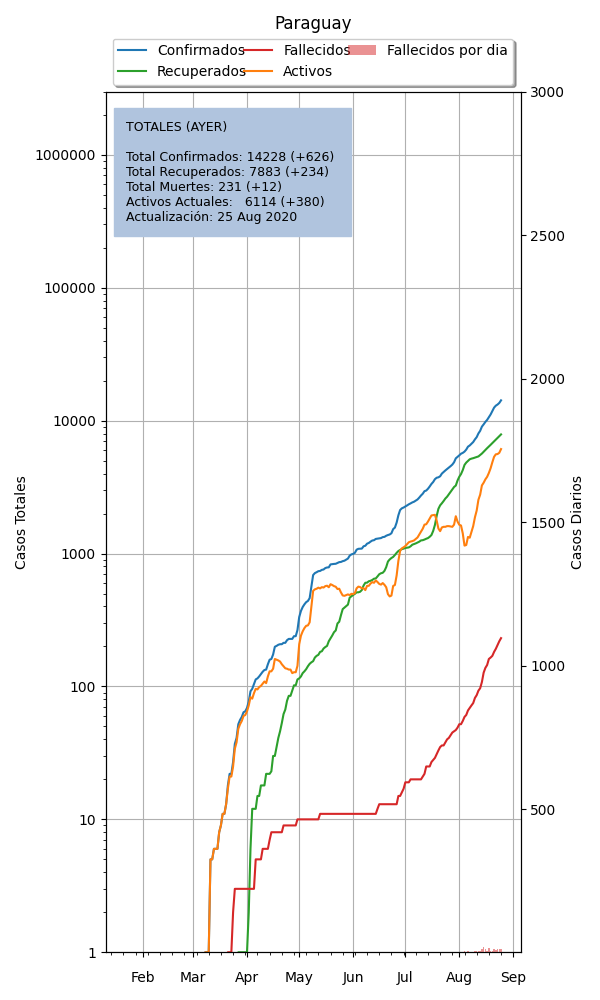 Paraguay
Confirmados
Fallecidos
Fallecidos por dia
Recuperados
Activos
TOTALES (AYER)
Total Confirmados: 14228 (+626)
Total Recuperados: 7883 (+234)
Total Muertes: 231 (+12)
Activos Actuales:   6114 (+380)
Actualización: 25 Aug 2020
Casos Totales
1000000
100000
10000
1000
100
10
1
Casos Diarios
3000
2500
2000
1500
1000
500
Feb Mar Apr May Jun Jul Aug Sep